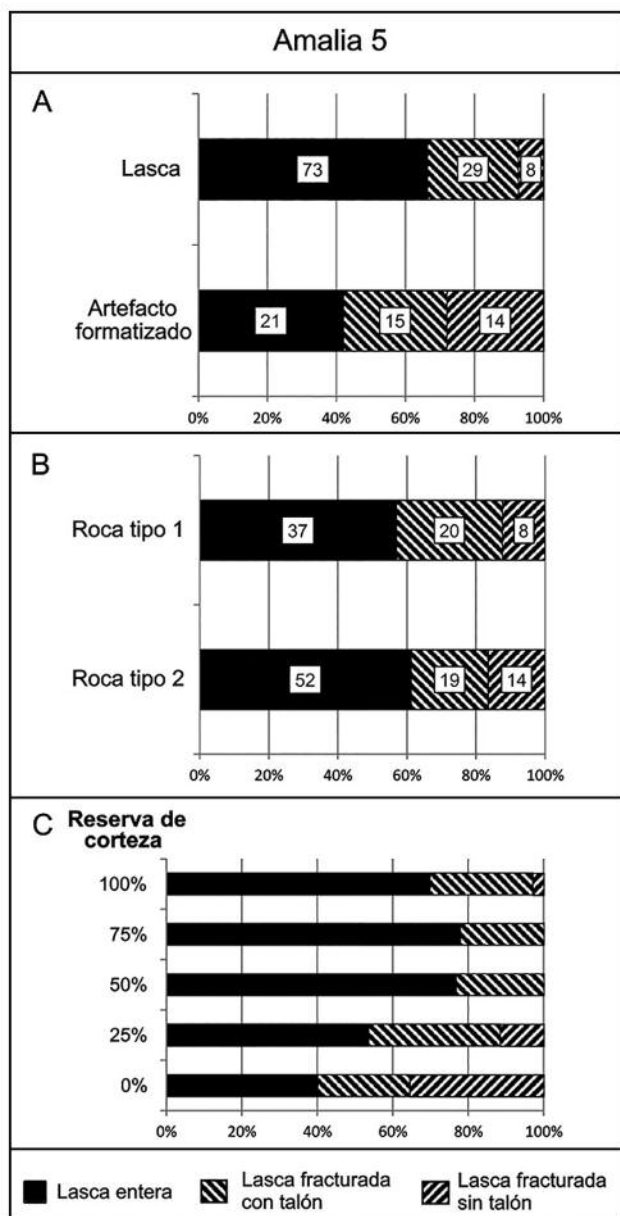 Amalia 5
A
Lasca
73
29
8
Artefacto
formatizado
21
15
14
0%
20%
40%
60%
80%
100%
B
Roca tipo 1
37
20
8
Roca tipo 2
52
19
14
0%
20%
40%
60%
80%
100%
C
Reserva de
corteza
100%
75%
50%
25%
0%
0%
20%
40%
60%
80%
100%
Lasca entera
Lasca fracturada
con talón
Lasca fracturada
sin talón